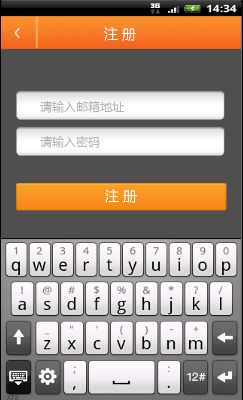 3G 14:34
注册
请输入邮箱地址
请输入密码
注册
1 2 3 4 5 6 7 8 9 0
q w e r t y u i o p
! @ # $ % & * ? /
a s d f g h j k l
_ " ' ( ) - +
z x c v b n m
; :
, . 12#